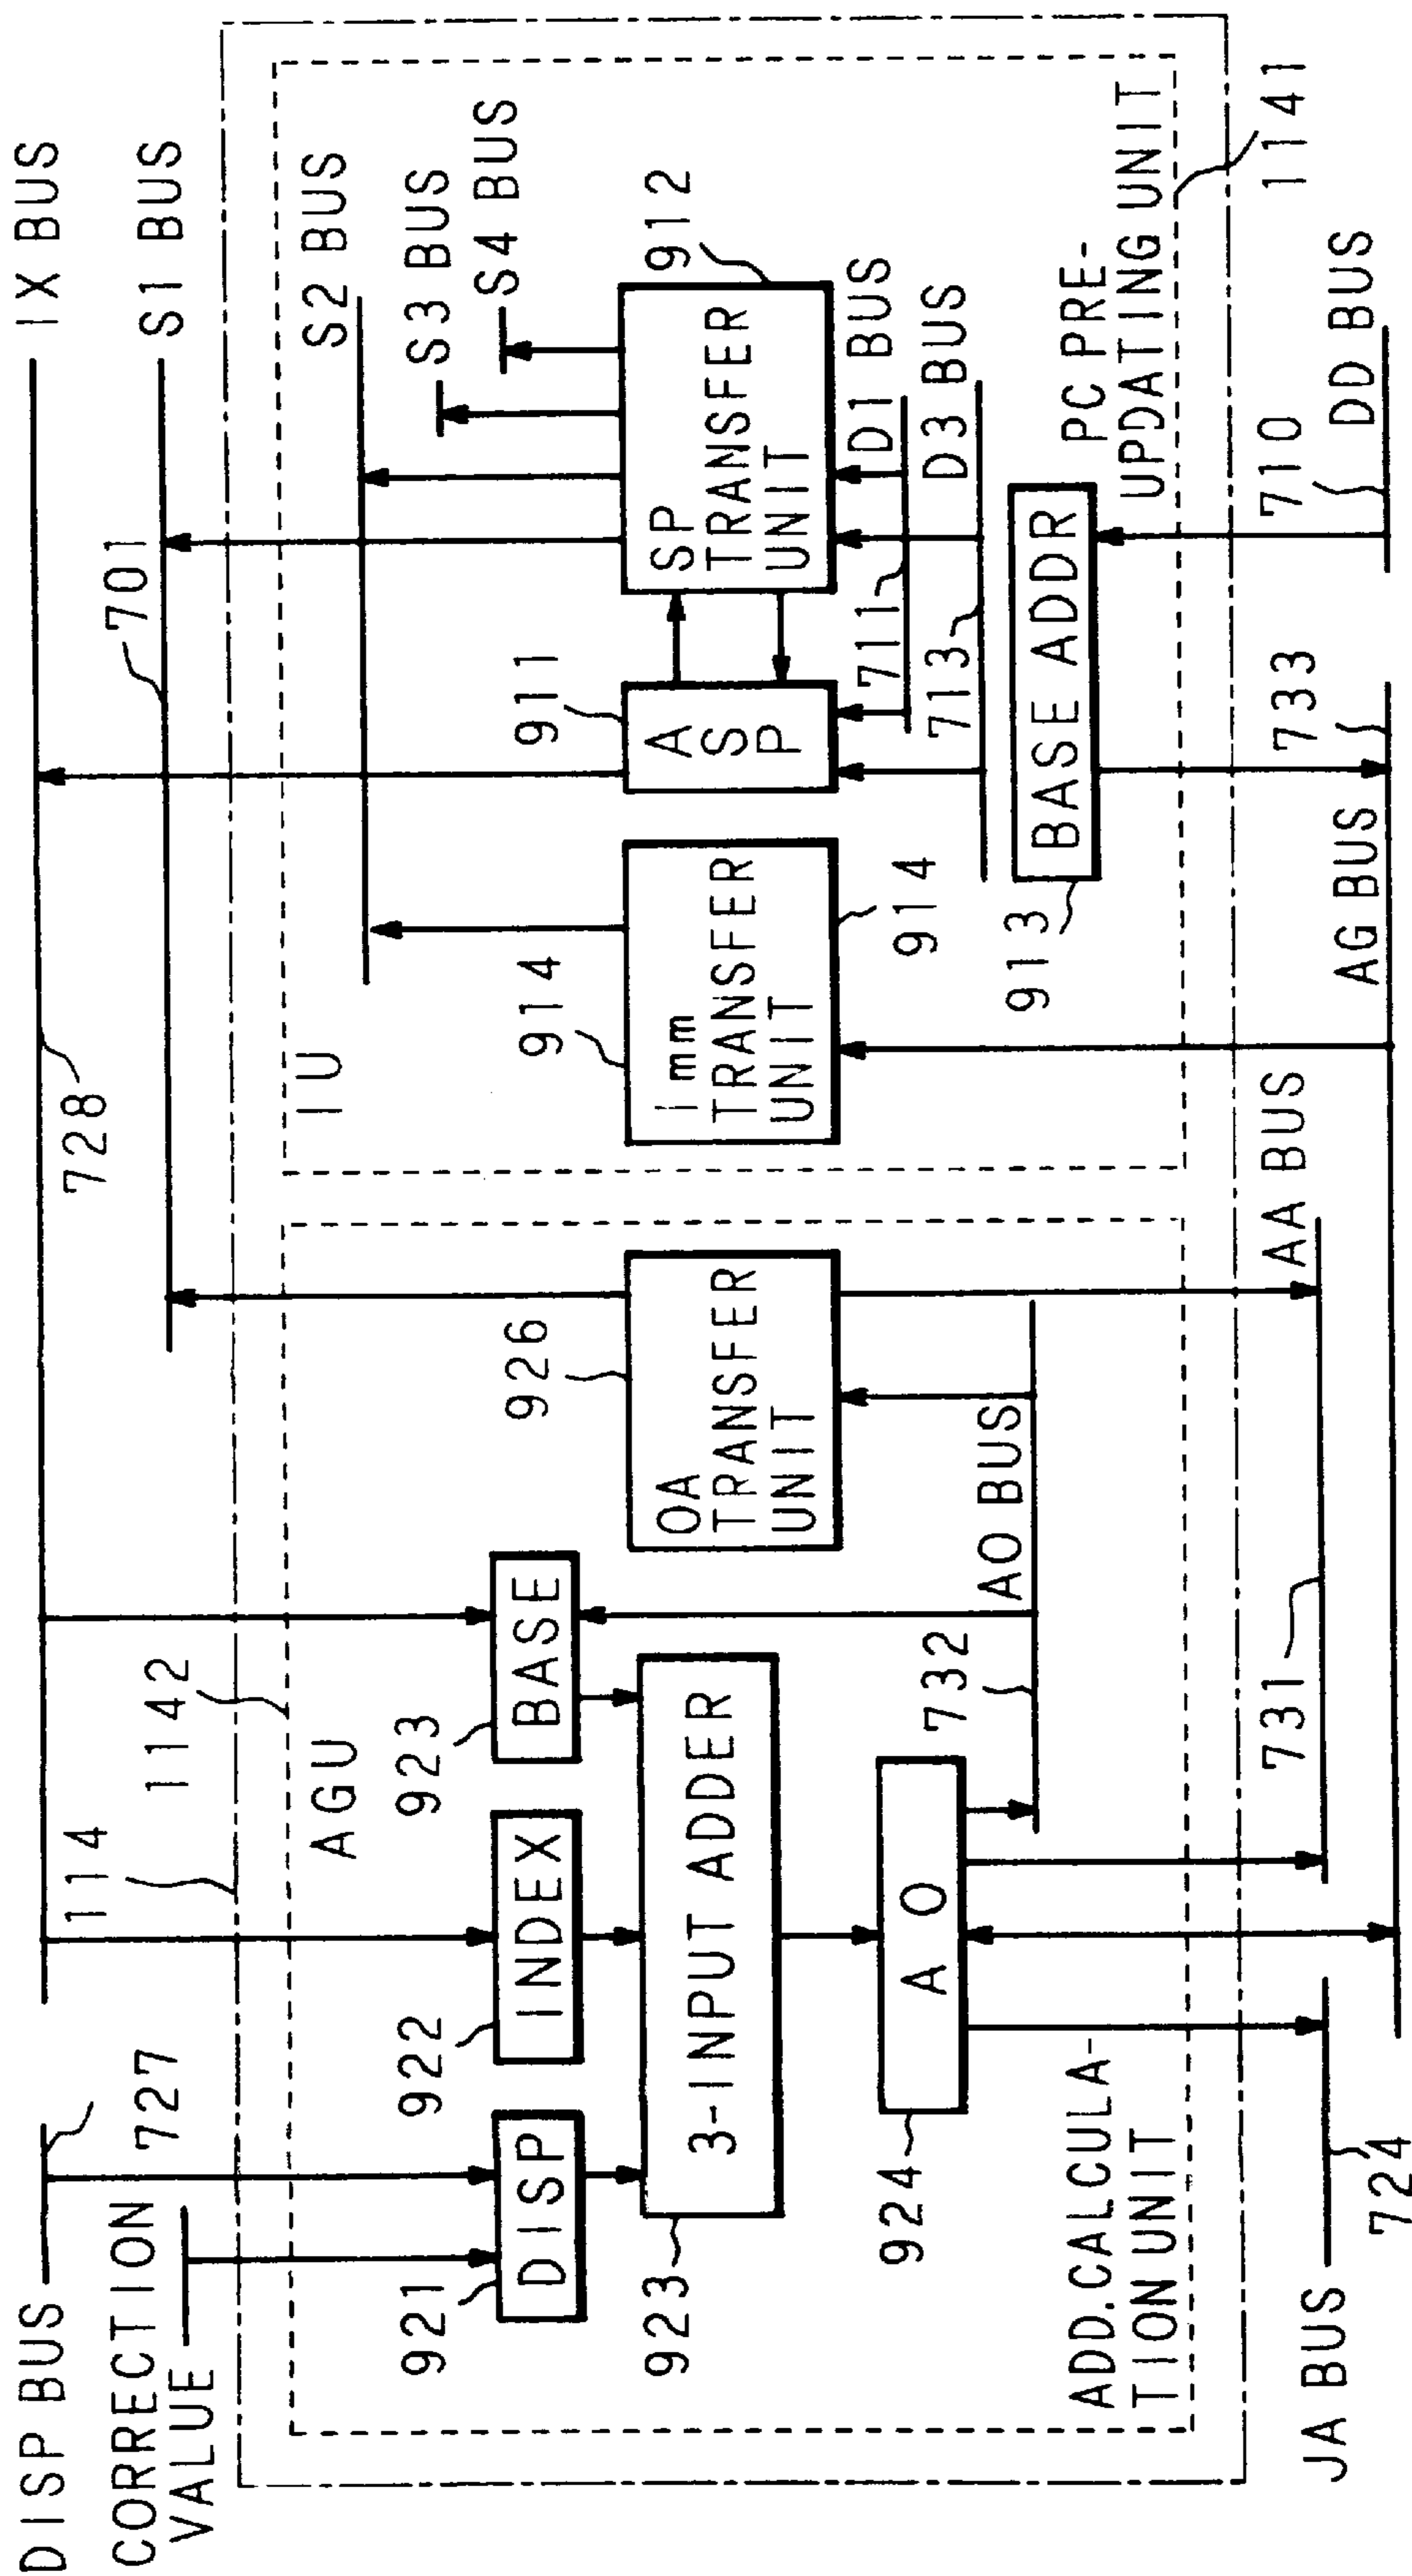 DISP BUS
727
CORRECTION
VALUE
IX BUS
728
S1 BUS
701
114
1142
AGU
921
DISP
922
INDEX
923
BASE
923
3-INPUT ADDER
924
AO
732
AO BUS
926
OA
TRANSFER
UNIT
ADD.CALCULA-
TION UNIT
IU
S2 BUS
S3 BUS
S4 BUS
914
Imm
TRANSFER
UNIT
914
911
ASP
912
SP
TRANSFER
UNIT
711
D1 BUS
713
D3 BUS
913
BASE ADDR
PC PRE-
UPDATING UNIT
1141
JA BUS
724
731
AA BUS
AG BUS
733
710
DD BUS